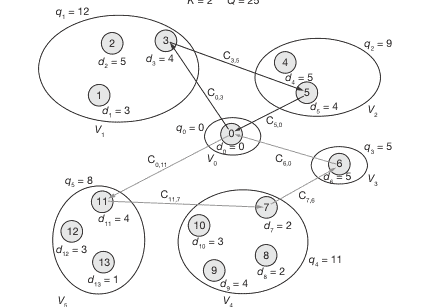 K = 2 Q = 25
q₁ = 12
2
d₂ = 5
3
d₃ = 4
1
d₁ = 3
V₁
C₃,₅
C₀,₃
q₂ = 9
4
d₄ = 5
5
d₅ = 4
V₂
C₅,₀
q₀ = 0
0
d₀ = 0
V₀
C₀,₁₁
C₆,₀
q₃ = 5
6
d₆ = 5
V₃
q₅ = 8
11
d₁₁ = 4
12
d₁₂ = 3
13
d₁₃ = 1
V₅
C₁₁,₇
C₇,₆
7
d₇ = 2
10
d₁₀ = 3
8
d₈ = 2
9
d₉ = 4
q₄ = 11
V₄